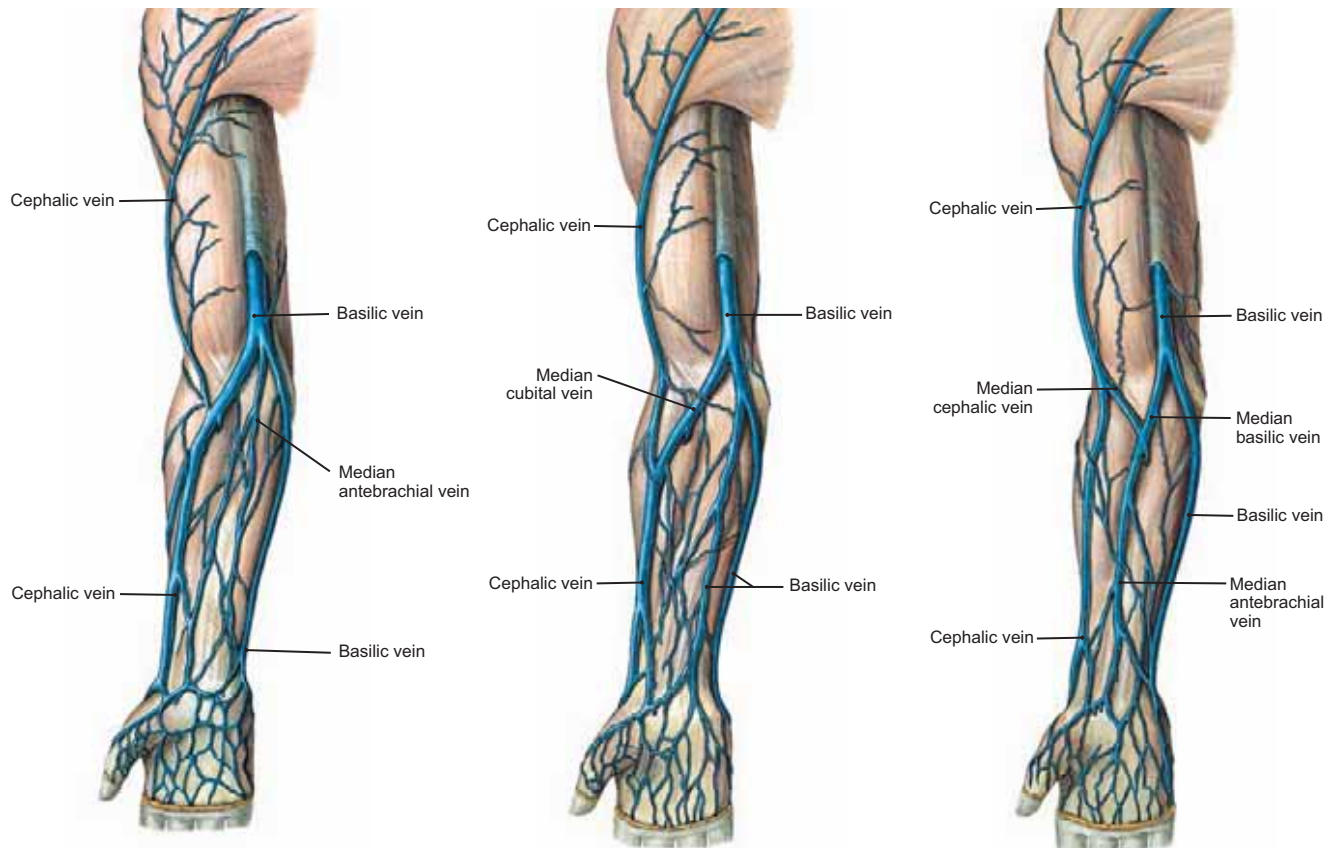 Cephalic vein
Basilic vein
Median
antebrachial vein
Cephalic vein
Basilic vein
Cephalic vein
Basilic vein
Median
cubital vein
Cephalic vein
Basilic vein
Cephalic vein
Basilic vein
Median
cephalic vein
Median
basilic vein
Basilic vein
Median
antebrachial
vein
Cephalic vein